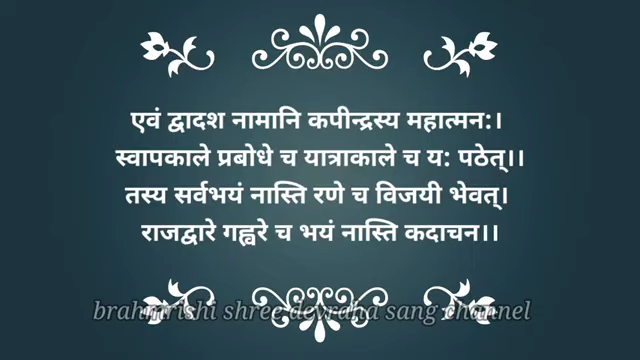 एवं द्वादश नामानि कपीन्द्रस्य महात्मन:।
स्वापकाले प्रबोधे च यात्राकाले च य: पठेत्।।
तस्य सर्वभयं नास्ति रणे च विजयी भेवत्।
राजद्वारे गह्वरे च भयं नास्ति कदाचन।।
brahmrishi shree devraha sang channel